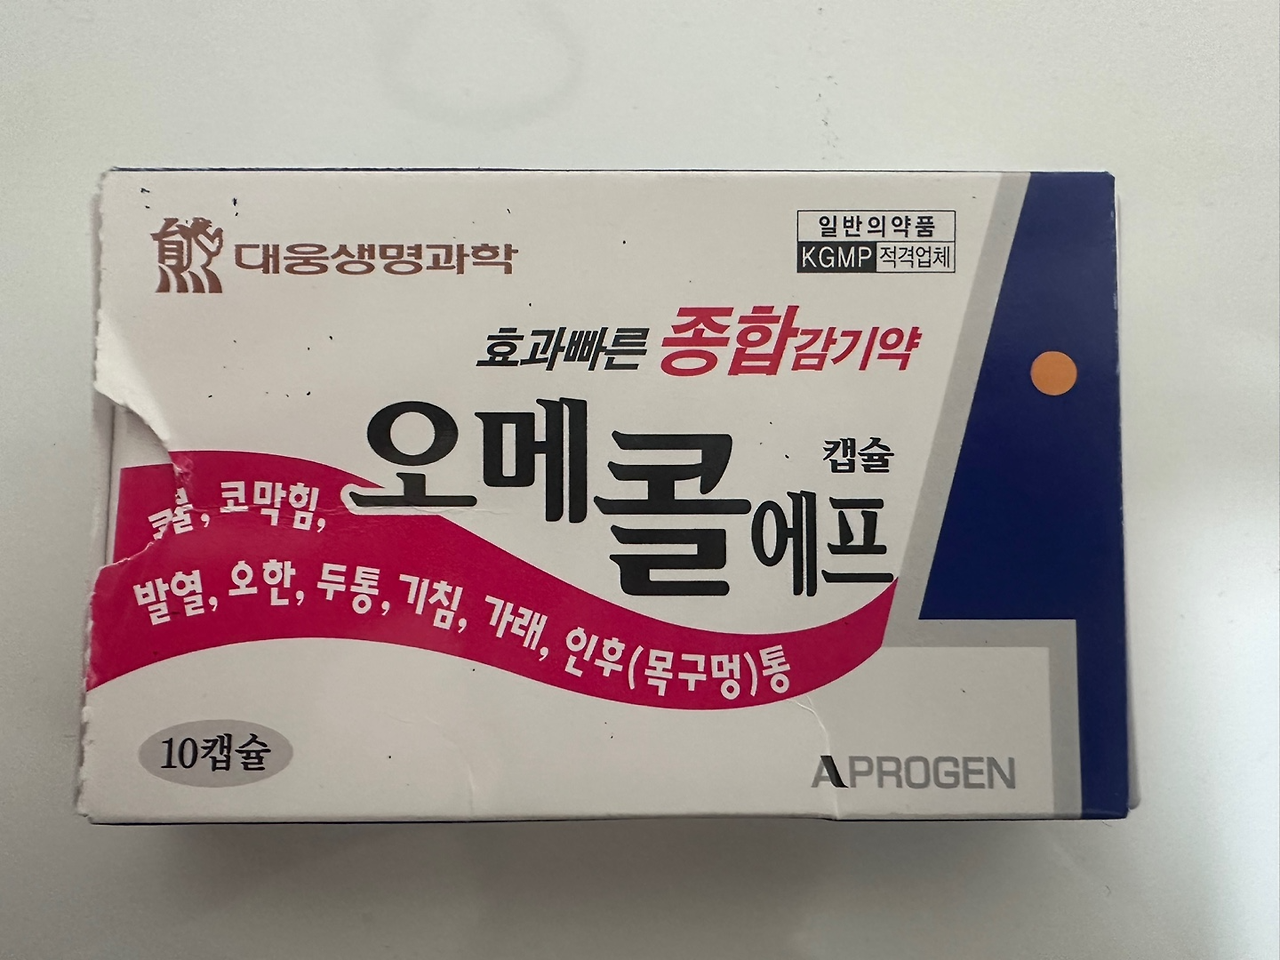 대웅생명과학
일반의약품
KGMP 적격업체
효과빠른 종합감기약
오메콜에프 캡슐
코막힘,
발열, 오한, 두통, 기침, 가래, 인후(목구멍)통
10캡슐
APROGEN